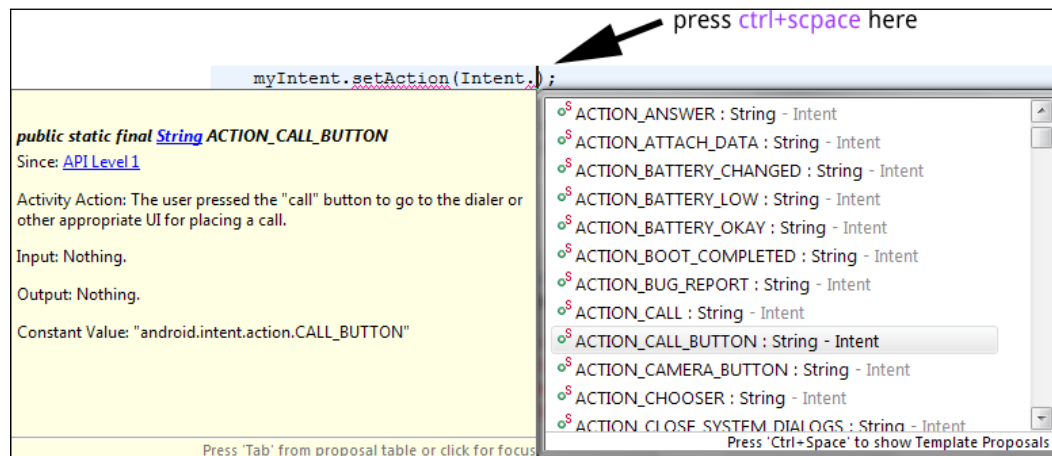 press ctrl+scpace here
myIntent.setAction(Intent.);
public static final String ACTION_CALL_BUTTON
Since: API Level 1
Activity Action: The user pressed the "call" button to go to the dialer or
other appropriate UI for placing a call.
Input: Nothing.
Output: Nothing.
Constant Value: "android.intent.action.CALL_BUTTON"
Press 'Tab' from proposal table or click for focus
ACTION_ANSWER : String - Intent
ACTION_ATTACH_DATA : String - Intent
ACTION_BATTERY_CHANGED : String - Intent
ACTION_BATTERY_LOW : String - Intent
ACTION_BATTERY_OKAY : String - Intent
ACTION_BOOT_COMPLETED : String - Intent
ACTION_BUG_REPORT : String - Intent
ACTION_CALL : String - Intent
ACTION_CALL_BUTTON : String - Intent
ACTION_CAMERA_BUTTON : String - Intent
ACTION_CHOOSER : String - Intent
ACTION_CLOSE_SYSTEM_DIALOGS : String - Intent
Press 'Ctrl+Space' to show Template Proposals